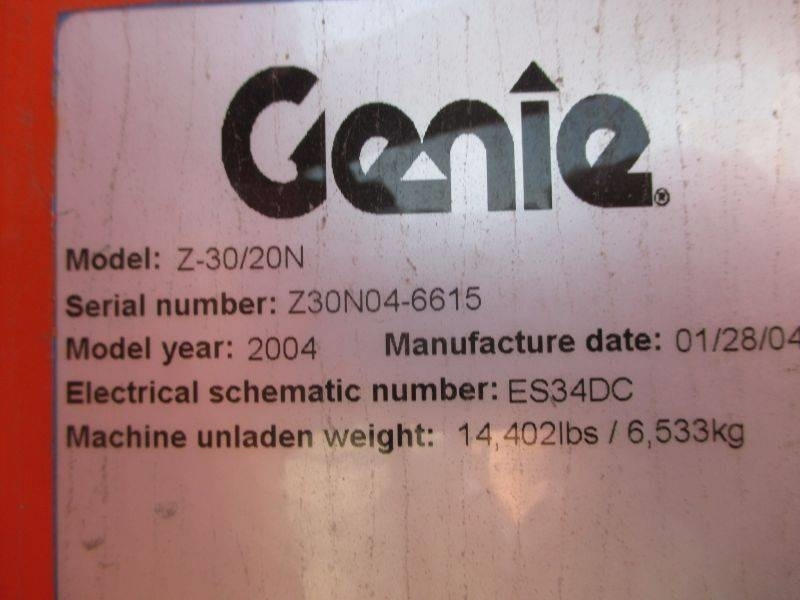 Genie®
Model: Z-30/20N
Serial number: Z30N04-6615
Model year: 2004 Manufacture date: 01/28/04
Electrical schematic number: ES34DC
Machine unladen weight: 14,402lbs / 6,533kg